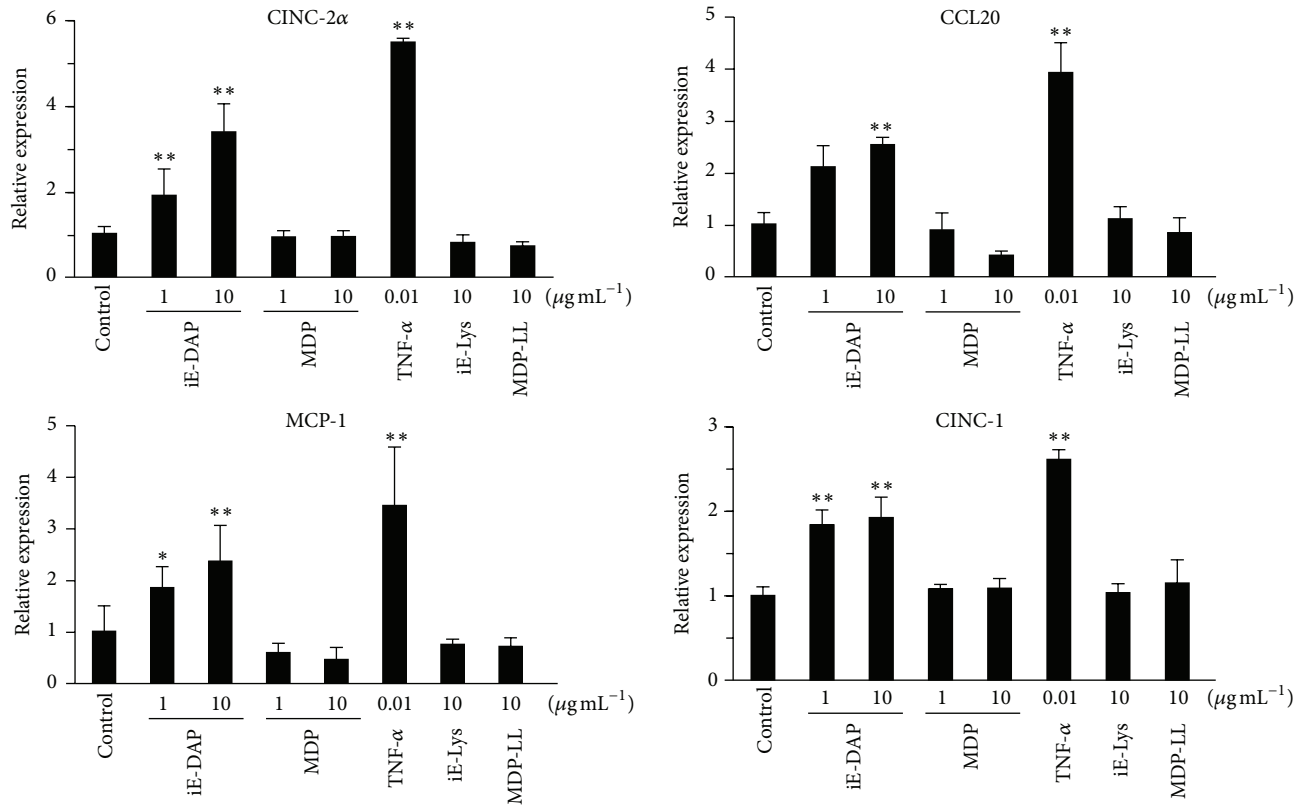 CINC-2α
Relative expression
6
4
2
0
** ** **
1 10 1 10 0.01 10 10 (μg mL⁻¹)
Control
iE-DAP
MDP
TNF-α
iE-Lys
MDP-LL
CCL20
Relative expression
5
4
3
2
1
0
** **
1 10 1 10 0.01 10 10 (μg mL⁻¹)
Control
iE-DAP
MDP
TNF-α
iE-Lys
MDP-LL
MCP-1
Relative expression
5
4
3
2
1
0
* ** **
1 10 1 10 0.01 10 10 (μg mL⁻¹)
Control
iE-DAP
MDP
TNF-α
iE-Lys
MDP-LL
CINC-1
Relative expression
3
2
1
0
** ** **
1 10 1 10 0.01 10 10 (μg mL⁻¹)
Control
iE-DAP
MDP
TNF-α
iE-Lys
MDP-LL